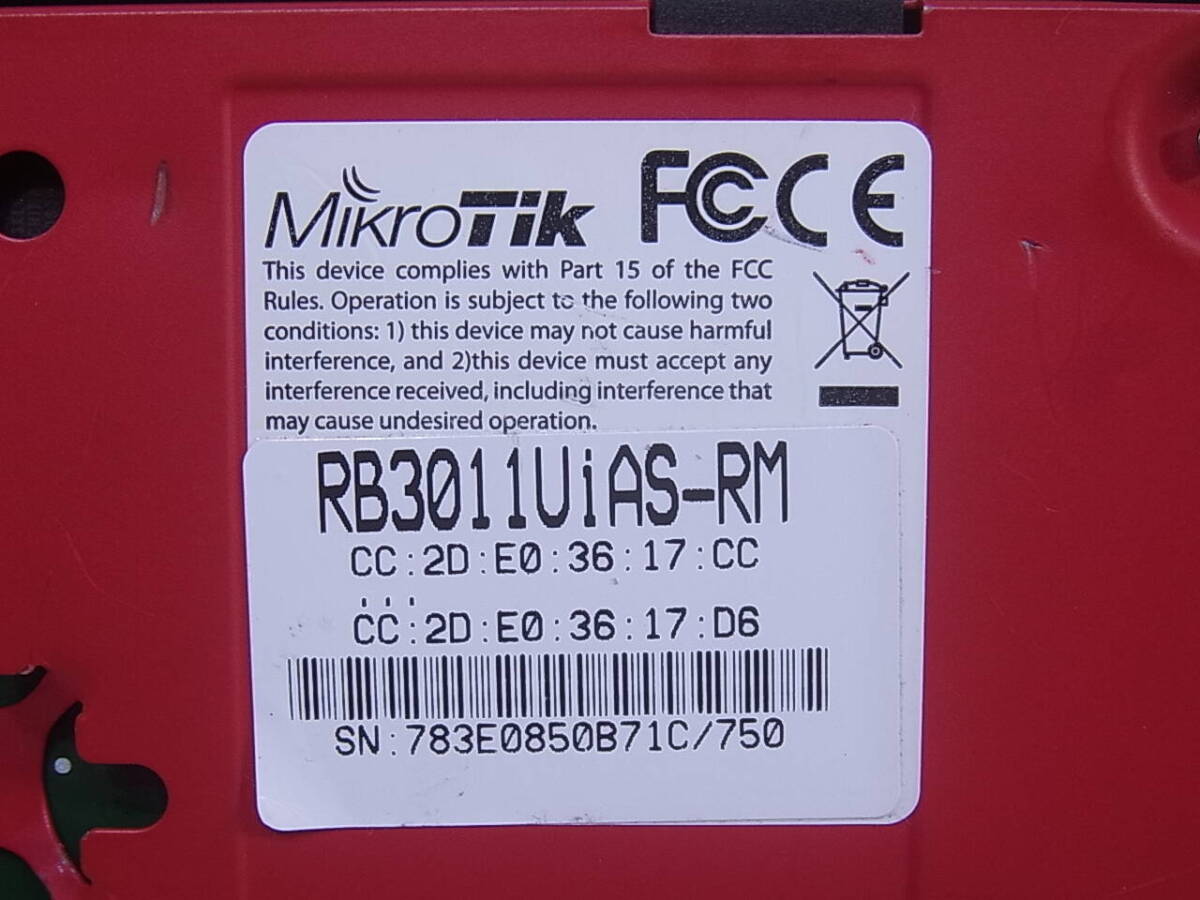 MikroTik FCC CE
This device complies with Part 15 of the FCC
Rules. Operation is subject to the following two
conditions: 1) this device may not cause harmful
interference, and 2)this device must accept any
interference received, including interference that
may cause undesired operation.
RB3011UiAS-RM
CC:2D:E0:36:17:CC
...
CC:2D:E0:36:17:D6
SN:783E0850B71C/750